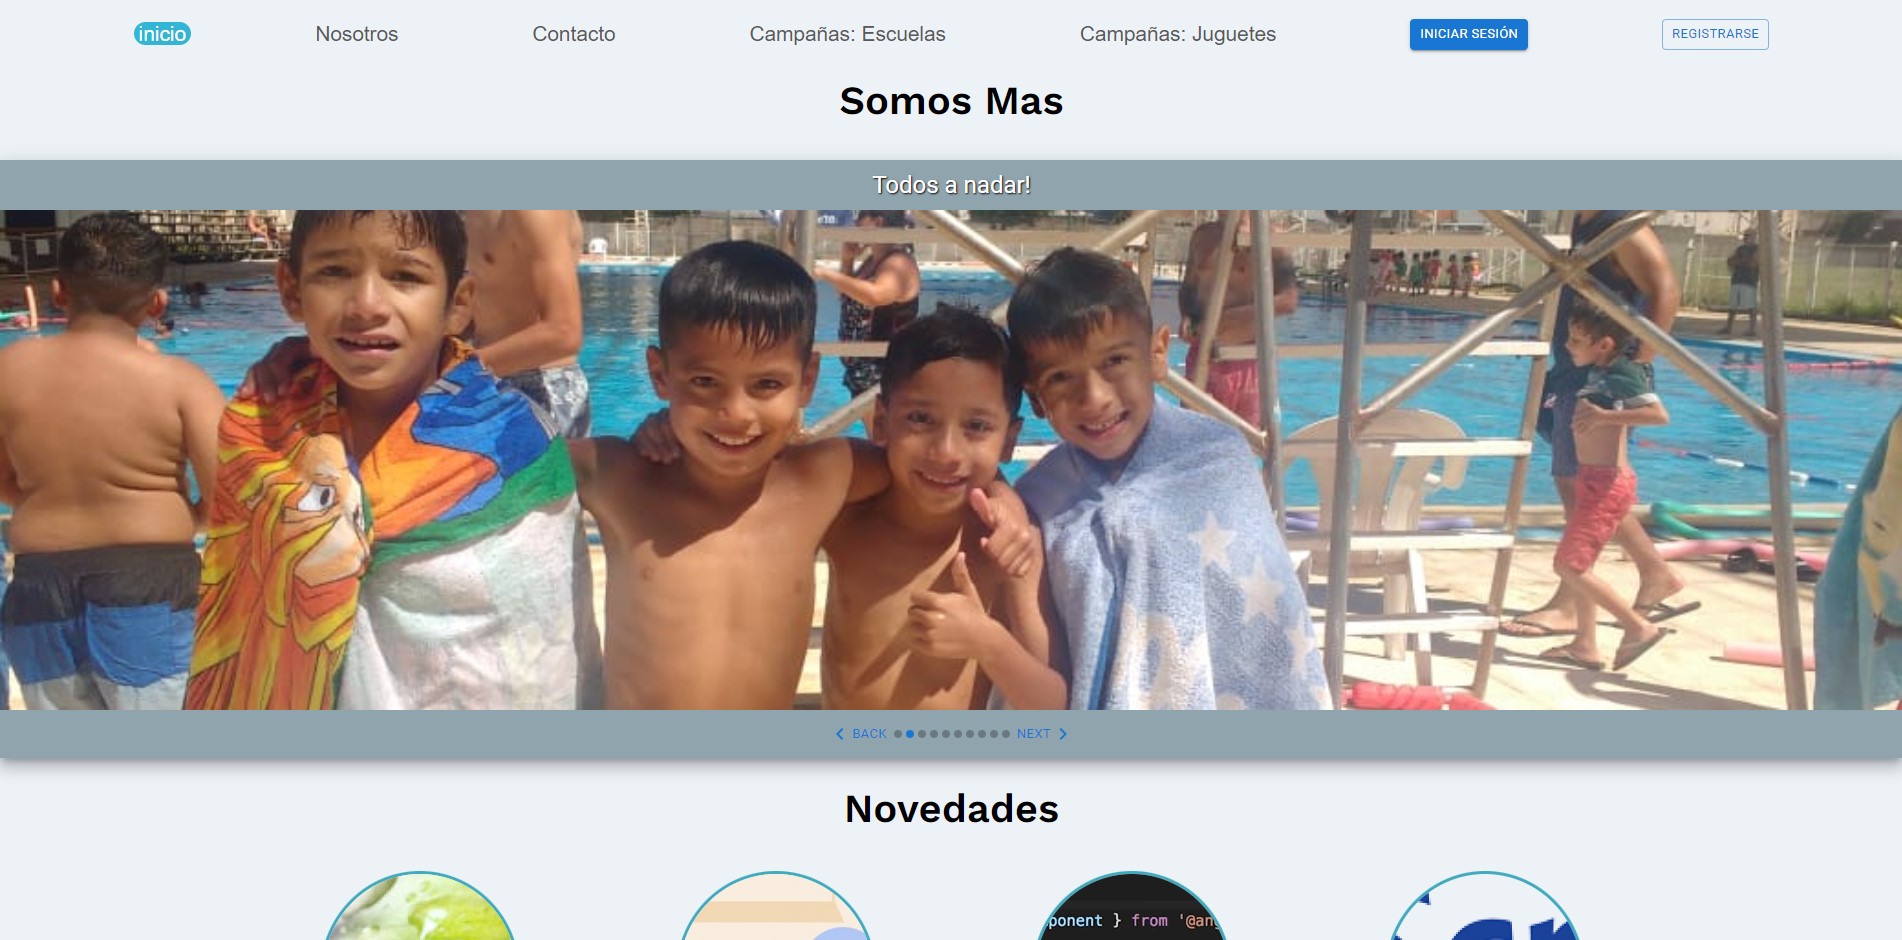 inicio Nosotros Contacto Campañas: Escuelas Campañas: Juguetes INICIAR SESIÓN REGISTRARSE
Somos Mas
Todos a nadar!
BACK NEXT
Novedades
ponent } from '@an